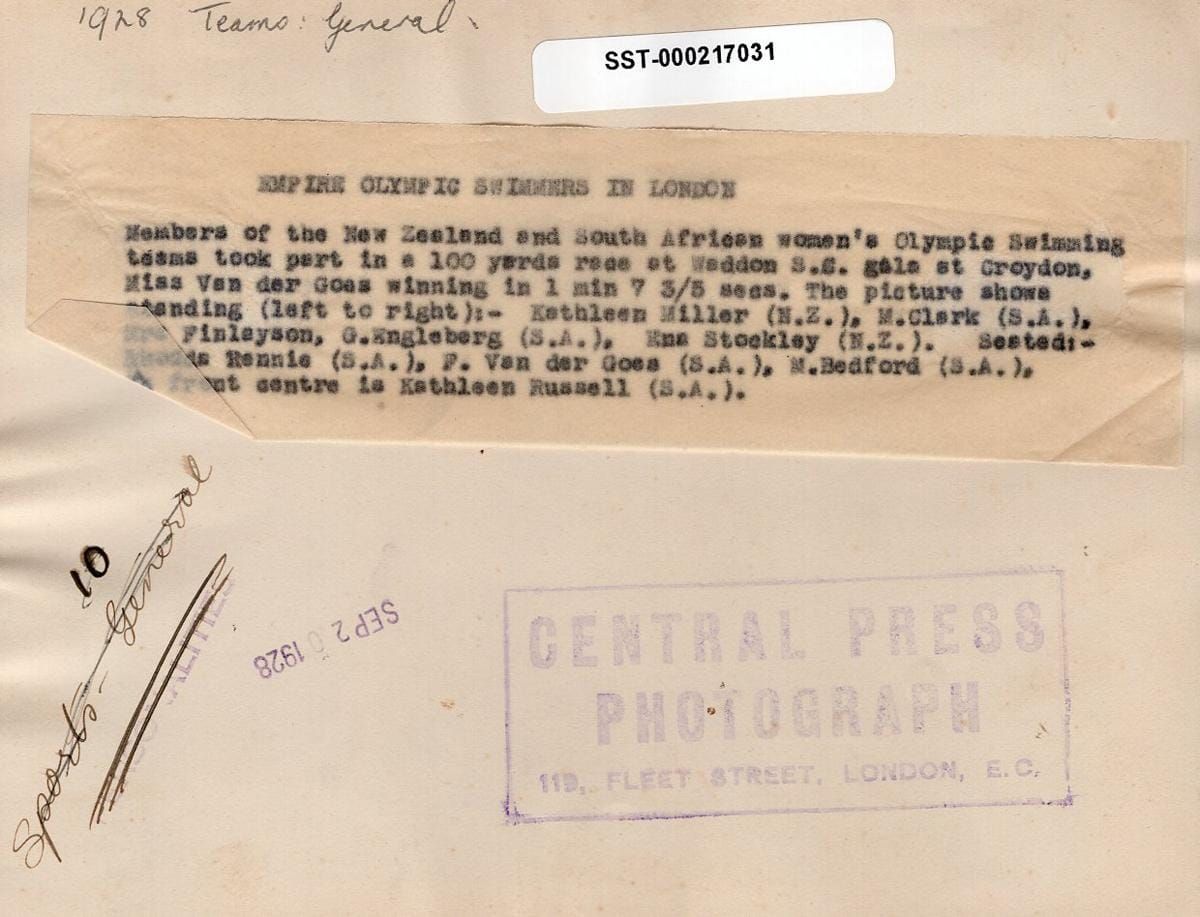 1928 Teams: General.
SST-000217031
EMPIRE OLYMPIC SWIMMERS IN LONDON
Members of the New Zealand and South African women's Olympic Swimming
teams took part in a 100 yards race at Waddon S.C. gala at Croydon,
Miss Van der Goes winning in 1 min 7 3/5 secs. The picture shows
standing (left to right):- Kathleen Miller (N.Z.), M.Clark (S.A.),
Mrs Finlayson, G.Engleberg (S.A.), Ena Stockley (N.Z.). Seated:-
Rhoda Rennie (S.A.), F. Van der Goes (S.A.), M.Bedford (S.A.),
front centre is Kathleen Russell (S.A.).
10
Sports - General
SEP 2 1928
CENTRAL PRESS
PHOTOGRAPH
119, FLEET STREET, LONDON, E.C.